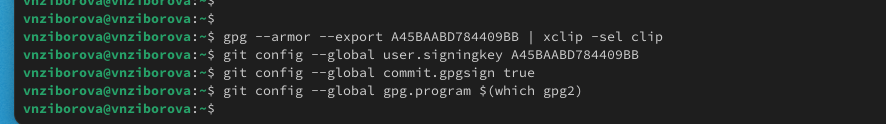 vnziborova@vnziborova:~$
vnziborova@vnziborova:~$
vnziborova@vnziborova:~$ gpg --armor --export A45BAABD784409BB | xclip -sel clip
vnziborova@vnziborova:~$ git config --global user.signingkey A45BAABD784409BB
vnziborova@vnziborova:~$ git config --global commit.gpgsign true
vnziborova@vnziborova:~$ git config --global gpg.program $(which gpg2)
vnziborova@vnziborova:~$